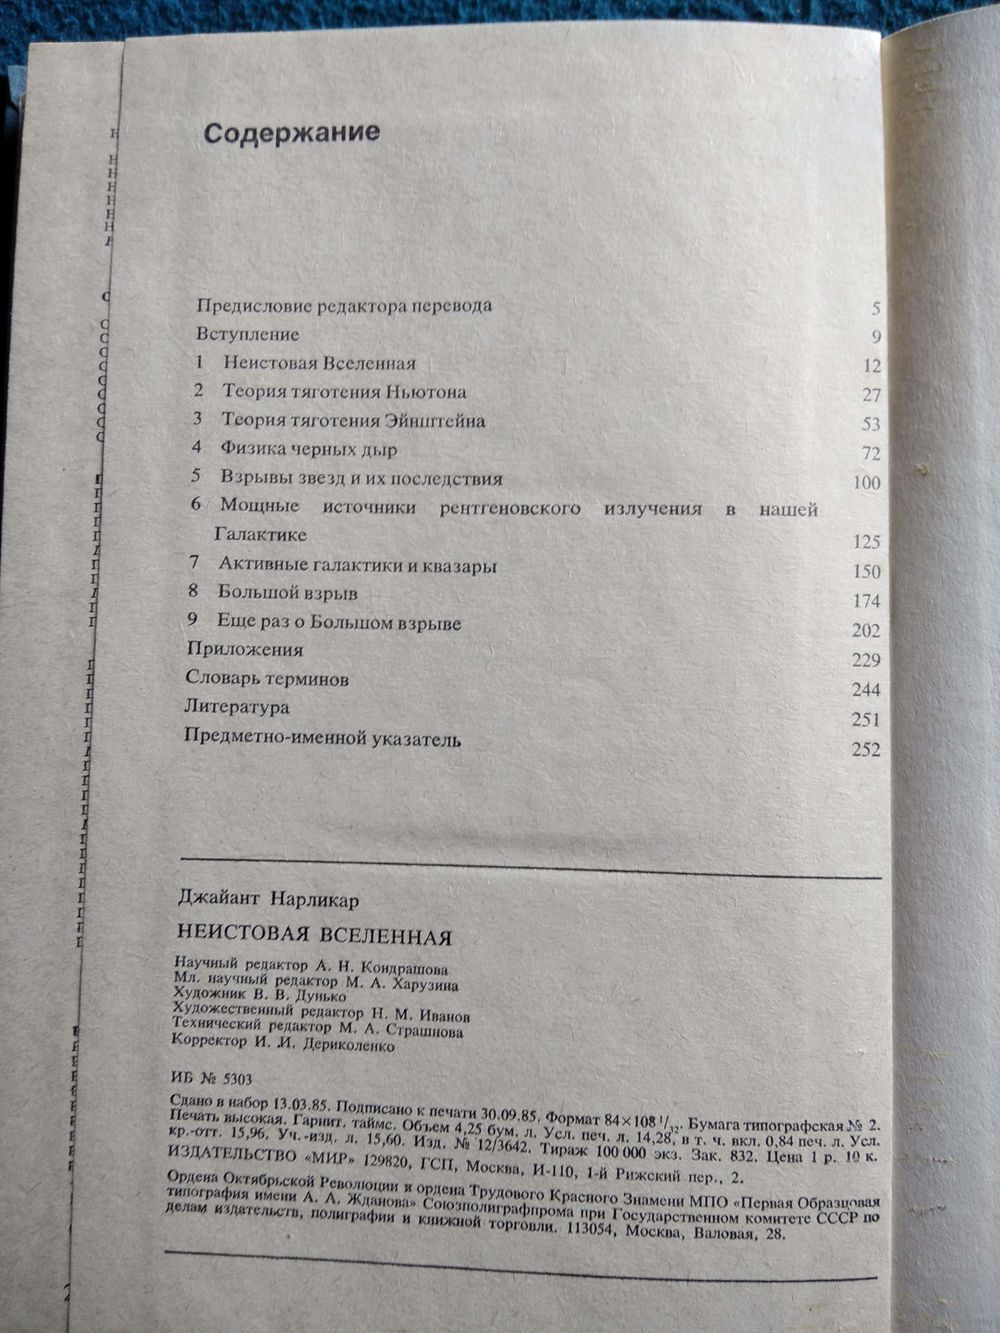 Содержание
Предисловие редактора перевода 5
Вступление 9
1 Неистовая Вселенная 12
2 Теория тяготения Ньютона 27
3 Теория тяготения Эйнштейна 53
4 Физика черных дыр 72
5 Взрывы звезд и их последствия 100
6 Мощные источники рентгеновского излучения в нашей
Галактике 125
7 Активные галактики и квазары 150
8 Большой взрыв 174
9 Еще раз о Большом взрыве 202
Приложения 229
Словарь терминов 244
Литература 251
Предметно-именной указатель 252
Джайант Нарликар
НЕИСТОВАЯ ВСЕЛЕННАЯ
Научный редактор А. Н. Кондрашова
Мл. научный редактор М. А. Харузина
Художник В. В. Дунько
Художественный редактор Н. М. Иванов
Технический редактор М. А. Страшнова
Корректор И. И. Дериколенко
ИБ № 5303
Сдано в набор 13.03.85. Подписано к печати 30.09.85. Формат 84×108 1/32. Бумага типографская № 2.
Печать высокая. Гарнит. таймс. Объем 4,25 бум. л. Усл. печ. л. 14,28, в т. ч. вкл. 0,84 печ. л. Усл.
кр.-отт. 15,96. Уч.-изд. л. 15,60. Изд. № 12/3642. Тираж 100 000 экз. Зак. 832. Цена 1 р. 10 к.
ИЗДАТЕЛЬСТВО «МИР» 129820, ГСП, Москва, И-110, 1-й Рижский пер., 2.
Ордена Октябрьской Революции и ордена Трудового Красного Знамени МПО «Первая Образцовая
типография имени А. А. Жданова» Союзполиграфпрома при Государственном комитете СССР по
делам издательств, полиграфии и книжной торговли. 113054, Москва, Валовая, 28.